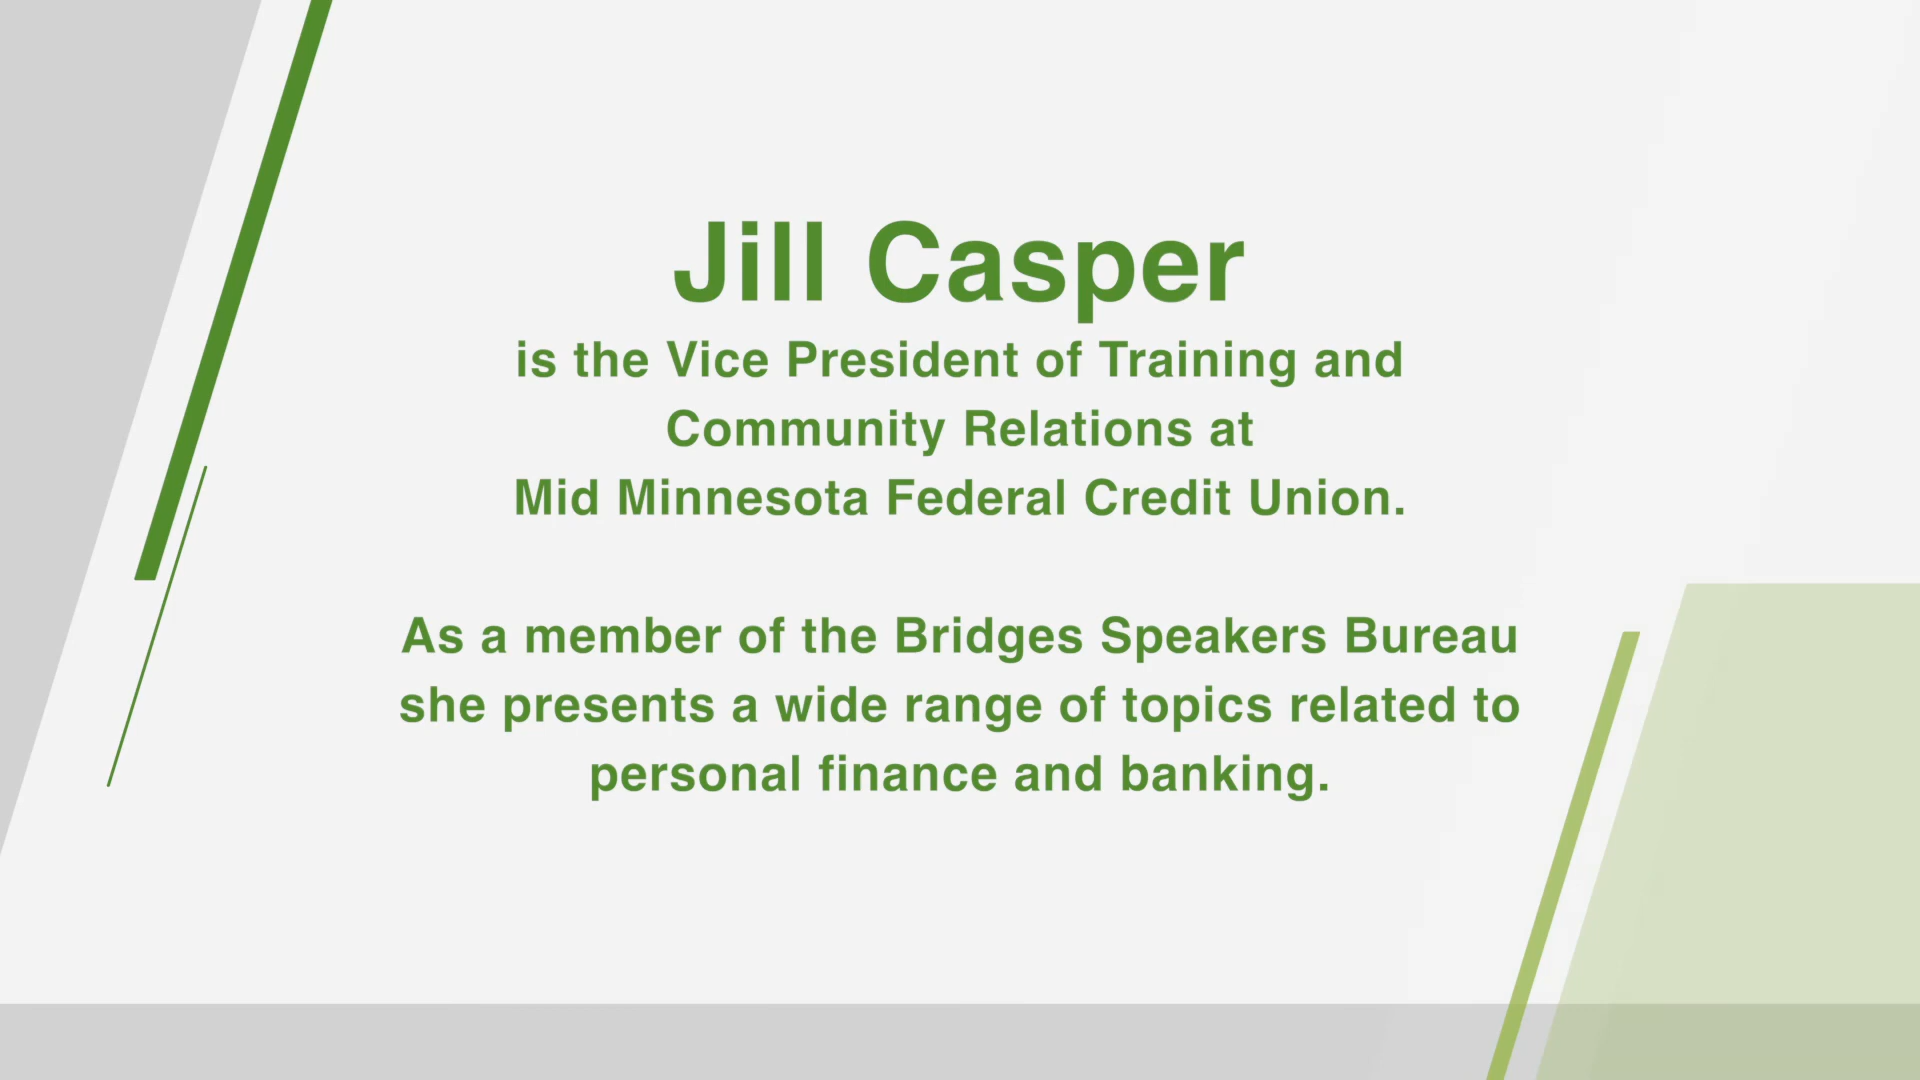 Jill Casper
is the Vice President of Training and
Community Relations at
Mid Minnesota Federal Credit Union.
As a member of the Bridges Speakers Bureau
she presents a wide range of topics related to
personal finance and banking.